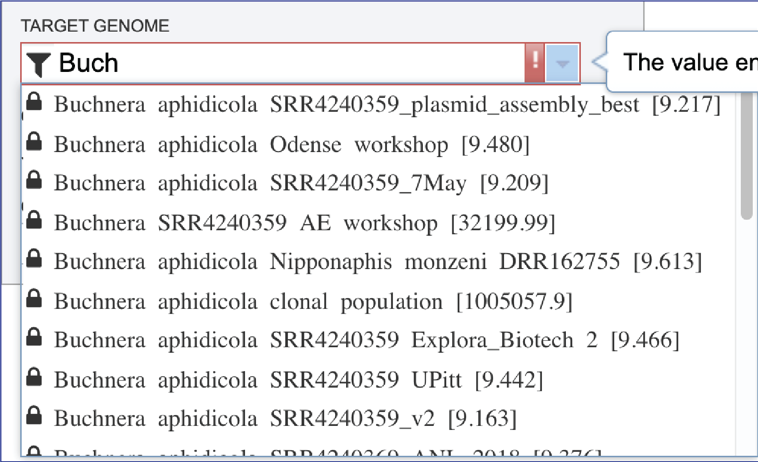 TARGET GENOME
Buch
!
The value en
Buchnera aphidicola SRR4240359_plasmid_assembly_best [9.217]
Buchnera aphidicola Odense workshop [9.480]
Buchnera aphidicola SRR4240359_7May [9.209]
Buchnera SRR4240359 AE workshop [32199.99]
Buchnera aphidicola Nipponaphis monzeni DRR162755 [9.613]
Buchnera aphidicola clonal population [1005057.9]
Buchnera aphidicola SRR4240359 Explora_Biotech 2 [9.466]
Buchnera aphidicola SRR4240359 UPitt [9.442]
Buchnera aphidicola SRR4240359_v2 [9.163]
Buchnera aphidicola